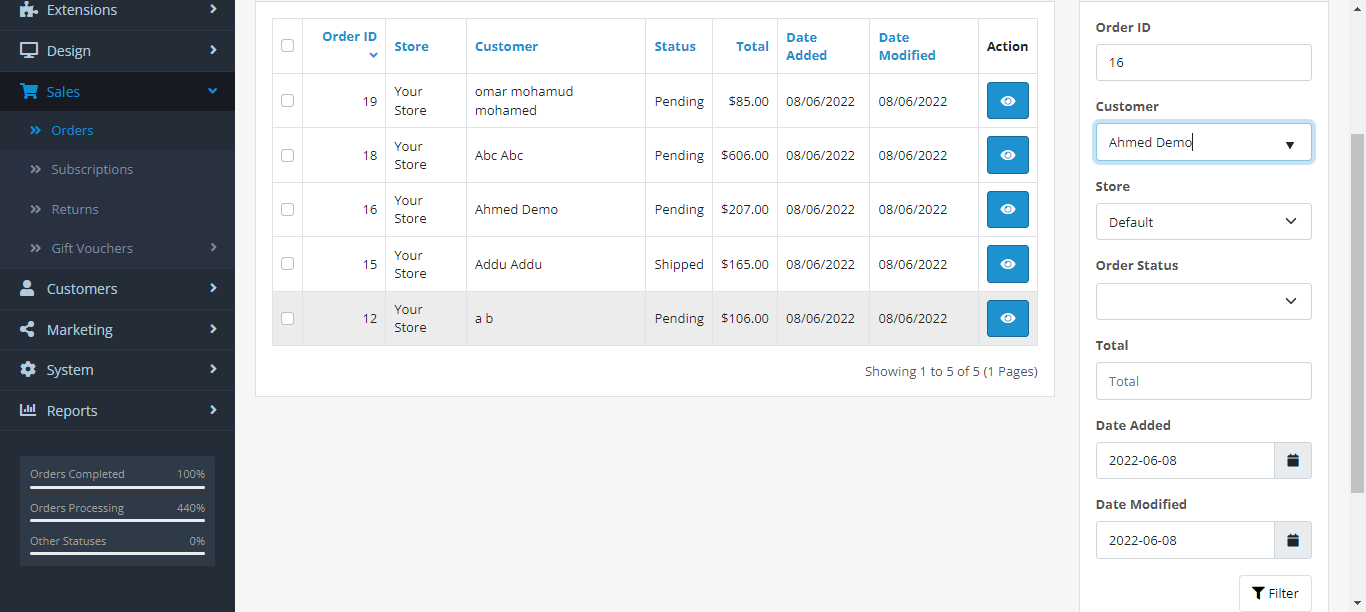 Extensions
Design
Sales
Orders
Subscriptions
Returns
Gift Vouchers
Customers
Marketing
System
Reports
Orders Completed 100%
Orders Processing 440%
Other Statuses 0%
Order ID Store Customer Status Total Date Added Date Modified Action
19 Your Store omar mohamud mohamed Pending $85.00 08/06/2022 08/06/2022
18 Your Store Abc Abc Pending $606.00 08/06/2022 08/06/2022
16 Your Store Ahmed Demo Pending $207.00 08/06/2022 08/06/2022
15 Your Store Addu Addu Shipped $165.00 08/06/2022 08/06/2022
12 Your Store a b Pending $106.00 08/06/2022 08/06/2022
Showing 1 to 5 of 5 (1 Pages)
Order ID
16
Customer
Ahmed Demo
Store
Default
Order Status
Total
Total
Date Added
2022-06-08
Date Modified
2022-06-08
Filter